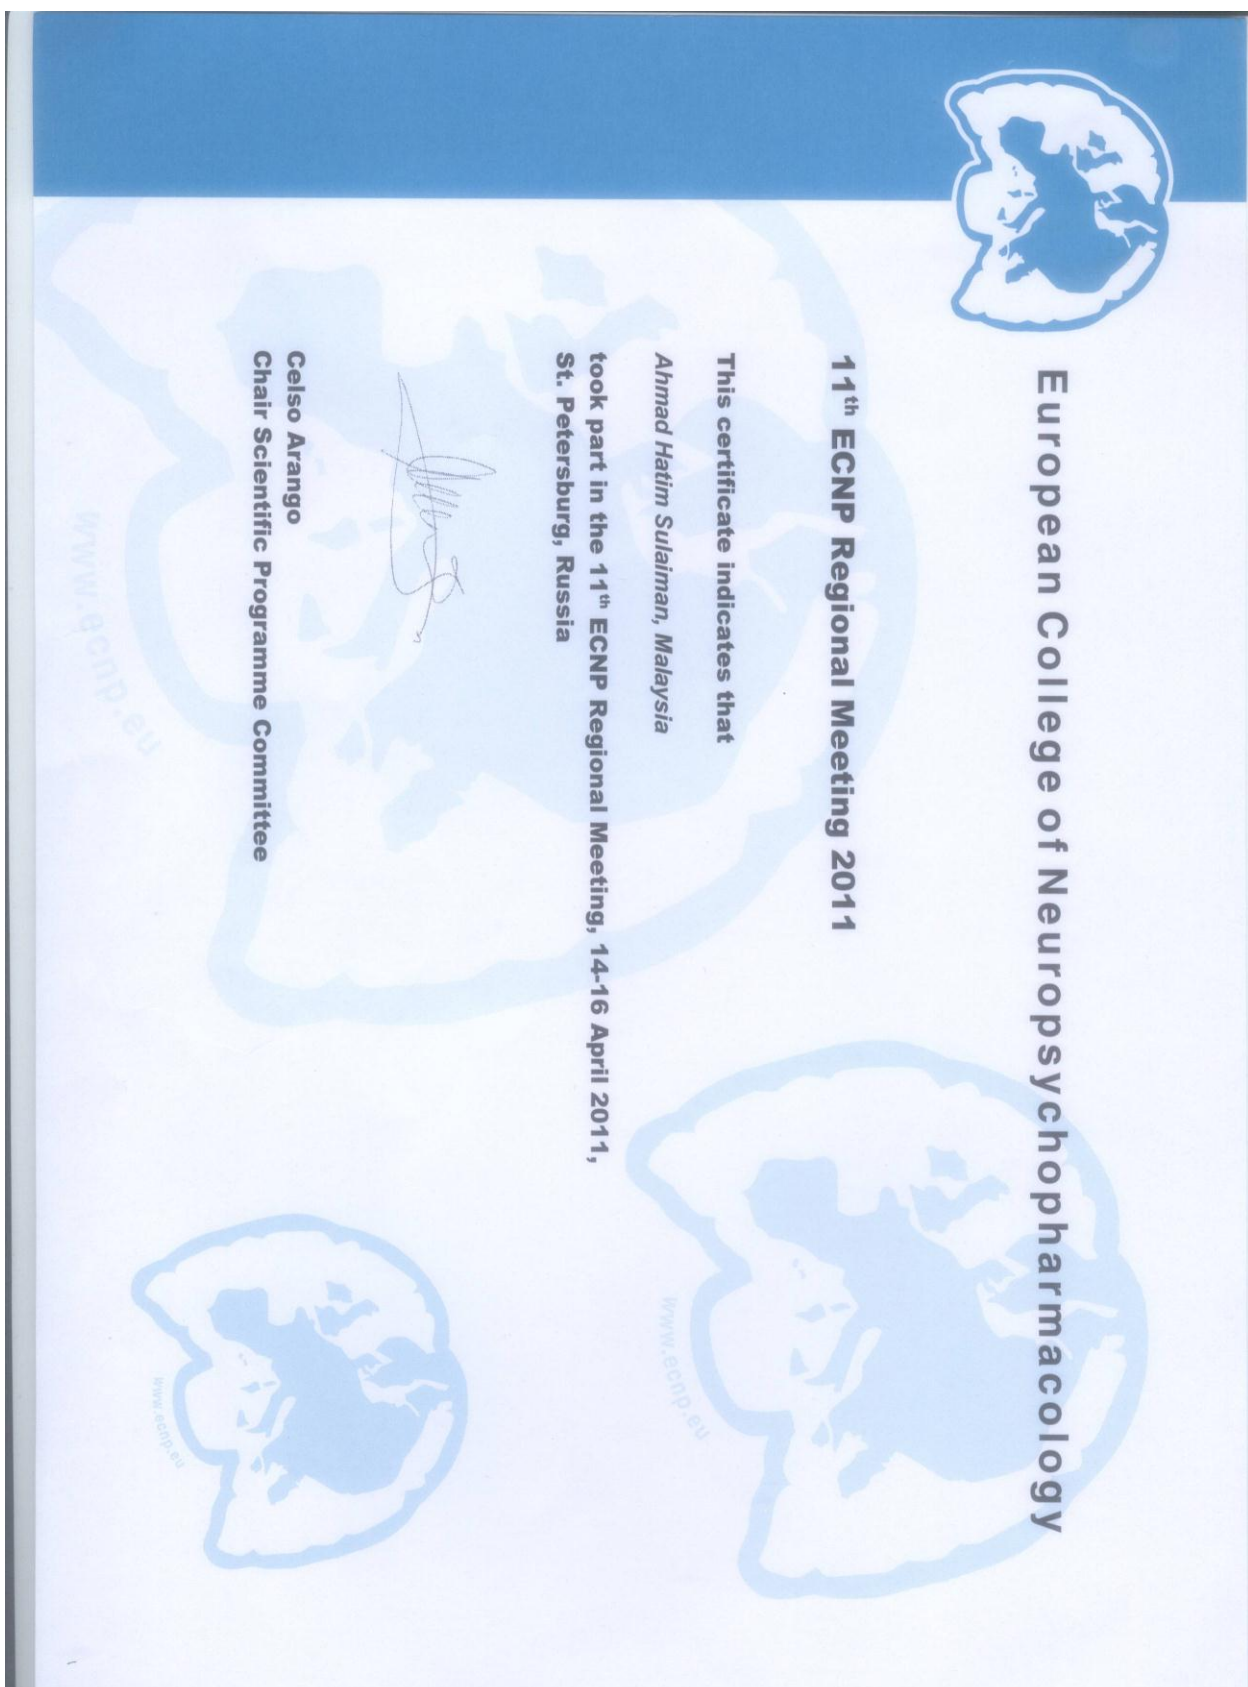 European College of Neuropsychopharmacology
11th ECNP Regional Meeting 2011
This certificate indicates that
Ahmad Hatim Sulaiman, Malaysia
took part in the 11th ECNP Regional Meeting, 14-16 April 2011,
St. Petersburg, Russia
Celso Arango
Chair Scientific Programme Committee
www.ecnp.eu
www.ecnp.eu
www.ecnp.eu